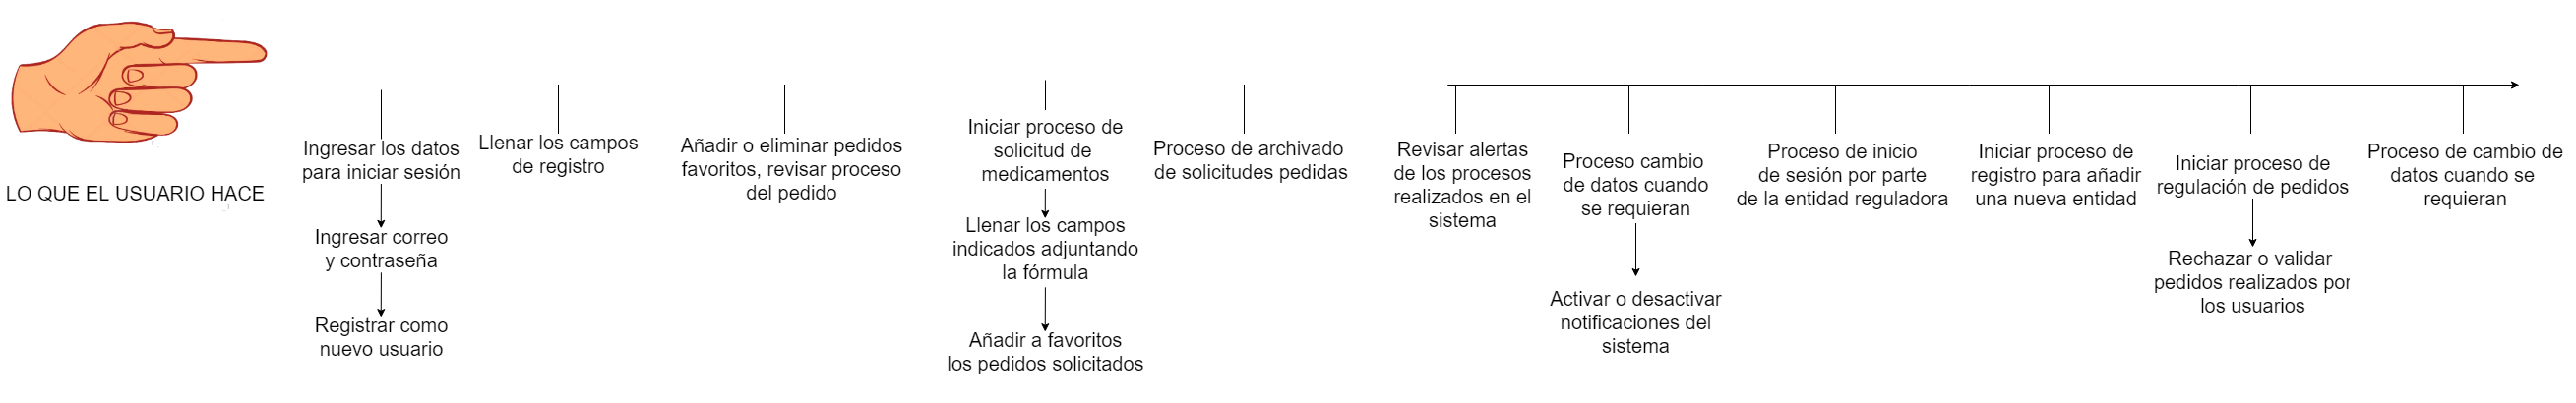 LO QUE EL USUARIO HACE
Ingresar los datos
para iniciar sesión
Ingresar correo
y contraseña
Registrar como
nuevo usuario
Llenar los campos
de registro
Añadir o eliminar pedidos
favoritos, revisar proceso
del pedido
Iniciar proceso de
solicitud de
medicamentos
Llenar los campos
indicados adjuntando
la fórmula
Añadir a favoritos
los pedidos solicitados
Proceso de archivado
de solicitudes pedidas
Revisar alertas
de los procesos
realizados en el
sistema
Proceso cambio
de datos cuando
se requieran
Activar o desactivar
notificaciones del
sistema
Proceso de inicio
de sesión por parte
de la entidad reguladora
Iniciar proceso de
registro para añadir
una nueva entidad
Iniciar proceso de
regulación de pedidos
Rechazar o validar
pedidos realizados por
los usuarios
Proceso de cambio de
datos cuando se
requieran